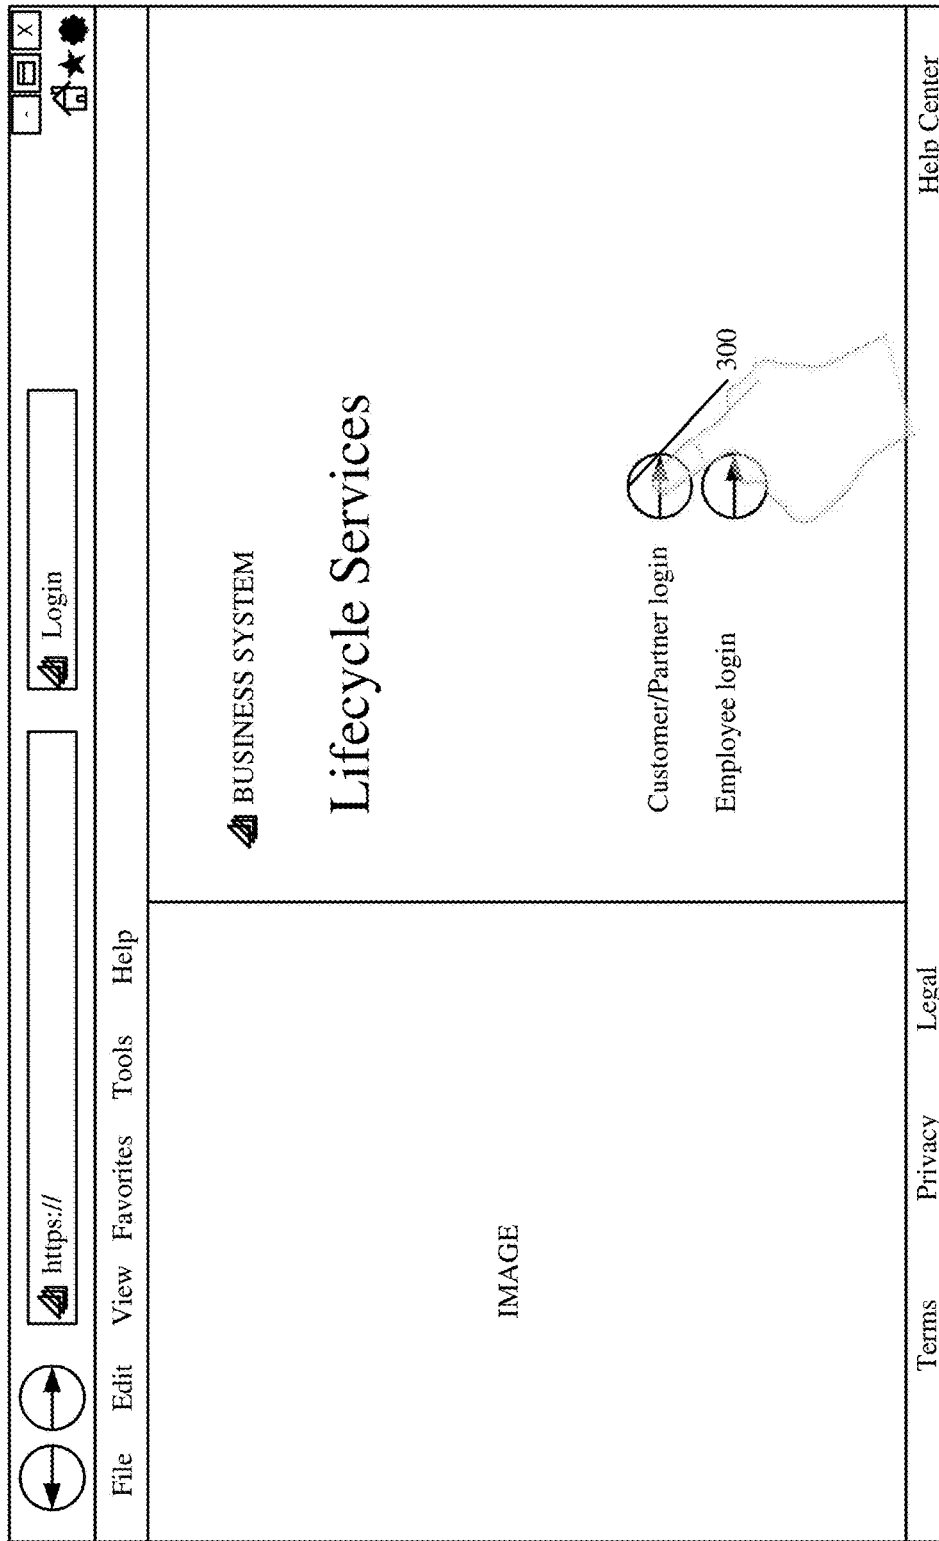 https://
Login
- X
File Edit View Favorites Tools Help
BUSINESS SYSTEM
Lifecycle Services
IMAGE
Customer/Partner login
300
Employee login
Terms Privacy Legal Help Center